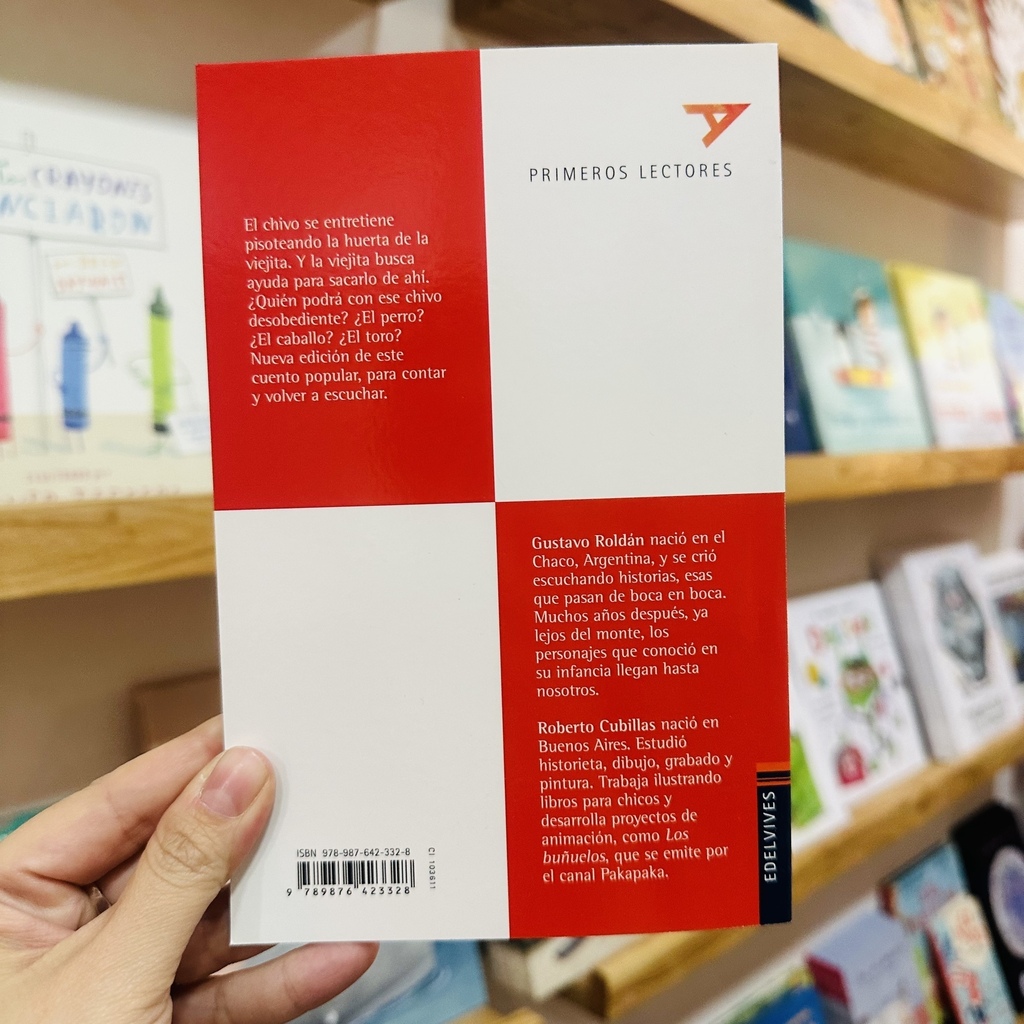 PRIMEROS LECTORES
El chivo se entretiene
pisoteando la huerta de la
viejita. Y la viejita busca
ayuda para sacarlo de ahí.
¿Quién podrá con ese chivo
desobediente? ¿El perro?
¿El caballo? ¿El toro?
Nueva edición de este
cuento popular, para contar
y volver a escuchar.
Gustavo Roldán nació en el
Chaco, Argentina, y se crió
escuchando historias, esas
que pasan de boca en boca.
Muchos años después, ya
lejos del monte, los
personajes que conoció en
su infancia llegan hasta
nosotros.
Roberto Cubillas nació en
Buenos Aires. Estudió
historieta, dibujo, grabado y
pintura. Trabaja ilustrando
libros para chicos y
desarrolla proyectos de
animación, como Los
buñuelos, que se emite por
el canal Pakapaka.
EDELVIVES
ISBN 978-987-642-332-8
9 789876 423328
CI 103611
CRAYONES